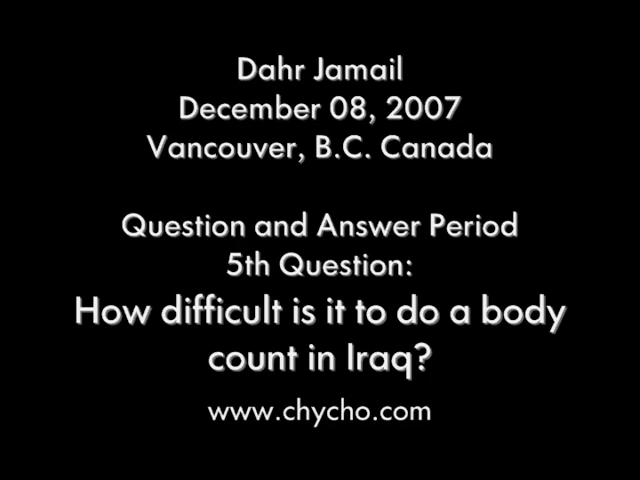 Dahr Jamail
December 08, 2007
Vancouver, B.C. Canada
Question and Answer Period
5th Question:
How difficult is it to do a body
count in Iraq?
www.chycho.com